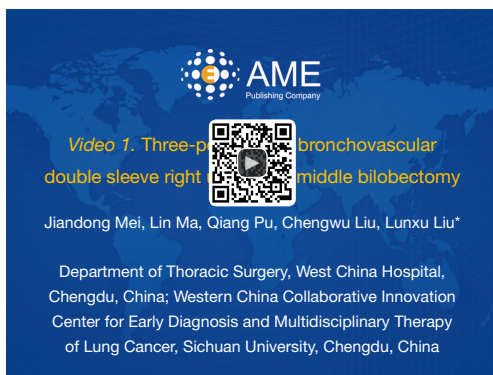 AME
Publishing Company
Video 1. Three-p bronchovascular
double sleeve right middle bilobectomy
Jiandong Mei, Lin Ma, Qiang Pu, Chengwu Liu, Lunxu Liu*
Department of Thoracic Surgery, West China Hospital,
Chengdu, China; Western China Collaborative Innovation
Center for Early Diagnosis and Multidisciplinary Therapy
of Lung Cancer, Sichuan University, Chengdu, China